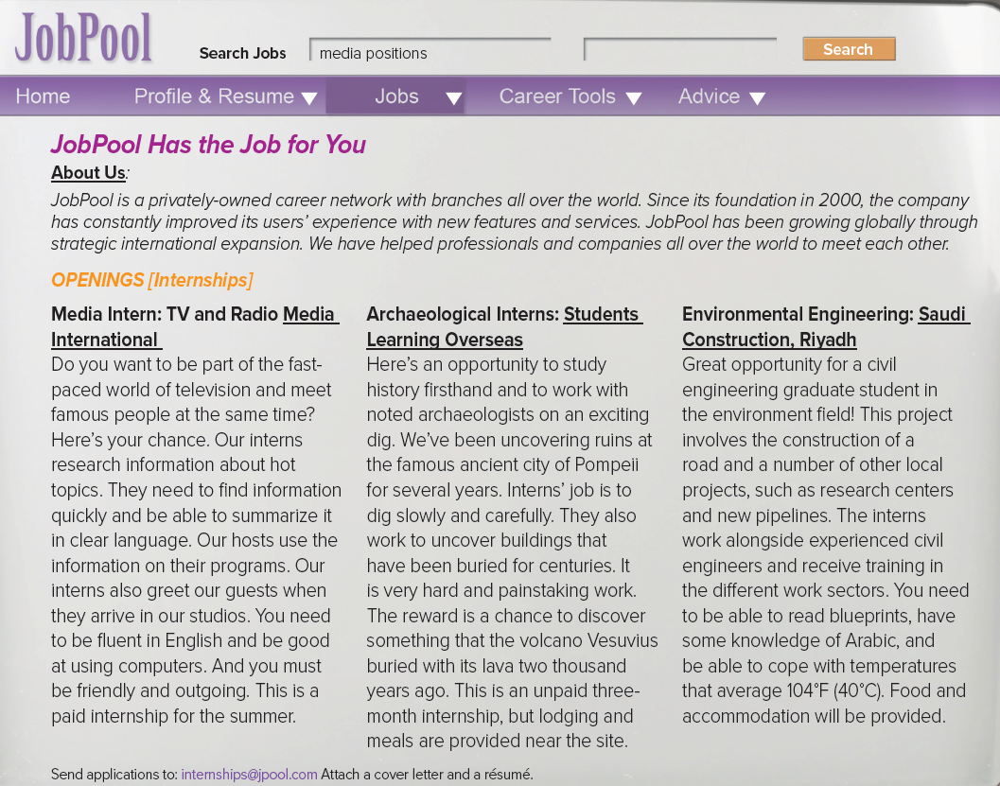 JobPool
Search Jobs media positions Search
Home Profile & Resume Jobs Career Tools Advice
JobPool Has the Job for You
About Us:
JobPool is a privately-owned career network with branches all over the world. Since its foundation in 2000, the company
has constantly improved its users’ experience with new features and services. JobPool has been growing globally through
strategic international expansion. We have helped professionals and companies all over the world to meet each other.
OPENINGS [Internships]
Media Intern: TV and Radio Media
International
Do you want to be part of the fast-
paced world of television and meet
famous people at the same time?
Here’s your chance. Our interns
research information about hot
topics. They need to find information
quickly and be able to summarize it
in clear language. Our hosts use the
information on their programs. Our
interns also greet our guests when
they arrive in our studios. You need
to be fluent in English and be good
at using computers. And you must
be friendly and outgoing. This is a
paid internship for the summer.
Archaeological Interns: Students
Learning Overseas
Here’s an opportunity to study
history firsthand and to work with
noted archaeologists on an exciting
dig. We’ve been uncovering ruins at
the famous ancient city of Pompeii
for several years. Interns’ job is to
dig slowly and carefully. They also
work to uncover buildings that
have been buried for centuries. It
is very hard and painstaking work.
The reward is a chance to discover
something that the volcano Vesuvius
buried with its lava two thousand
years ago. This is an unpaid three-
month internship, but lodging and
meals are provided near the site.
Environmental Engineering: Saudi
Construction, Riyadh
Great opportunity for a civil
engineering graduate student in
the environment field! This project
involves the construction of a
road and a number of other local
projects, such as research centers
and new pipelines. The interns
work alongside experienced civil
engineers and receive training in
the different work sectors. You need
to be able to read blueprints, have
some knowledge of Arabic, and
be able to cope with temperatures
that average 104°F (40°C). Food and
accommodation will be provided.
Send applications to: internships@jpool.com Attach a cover letter and a résumé.